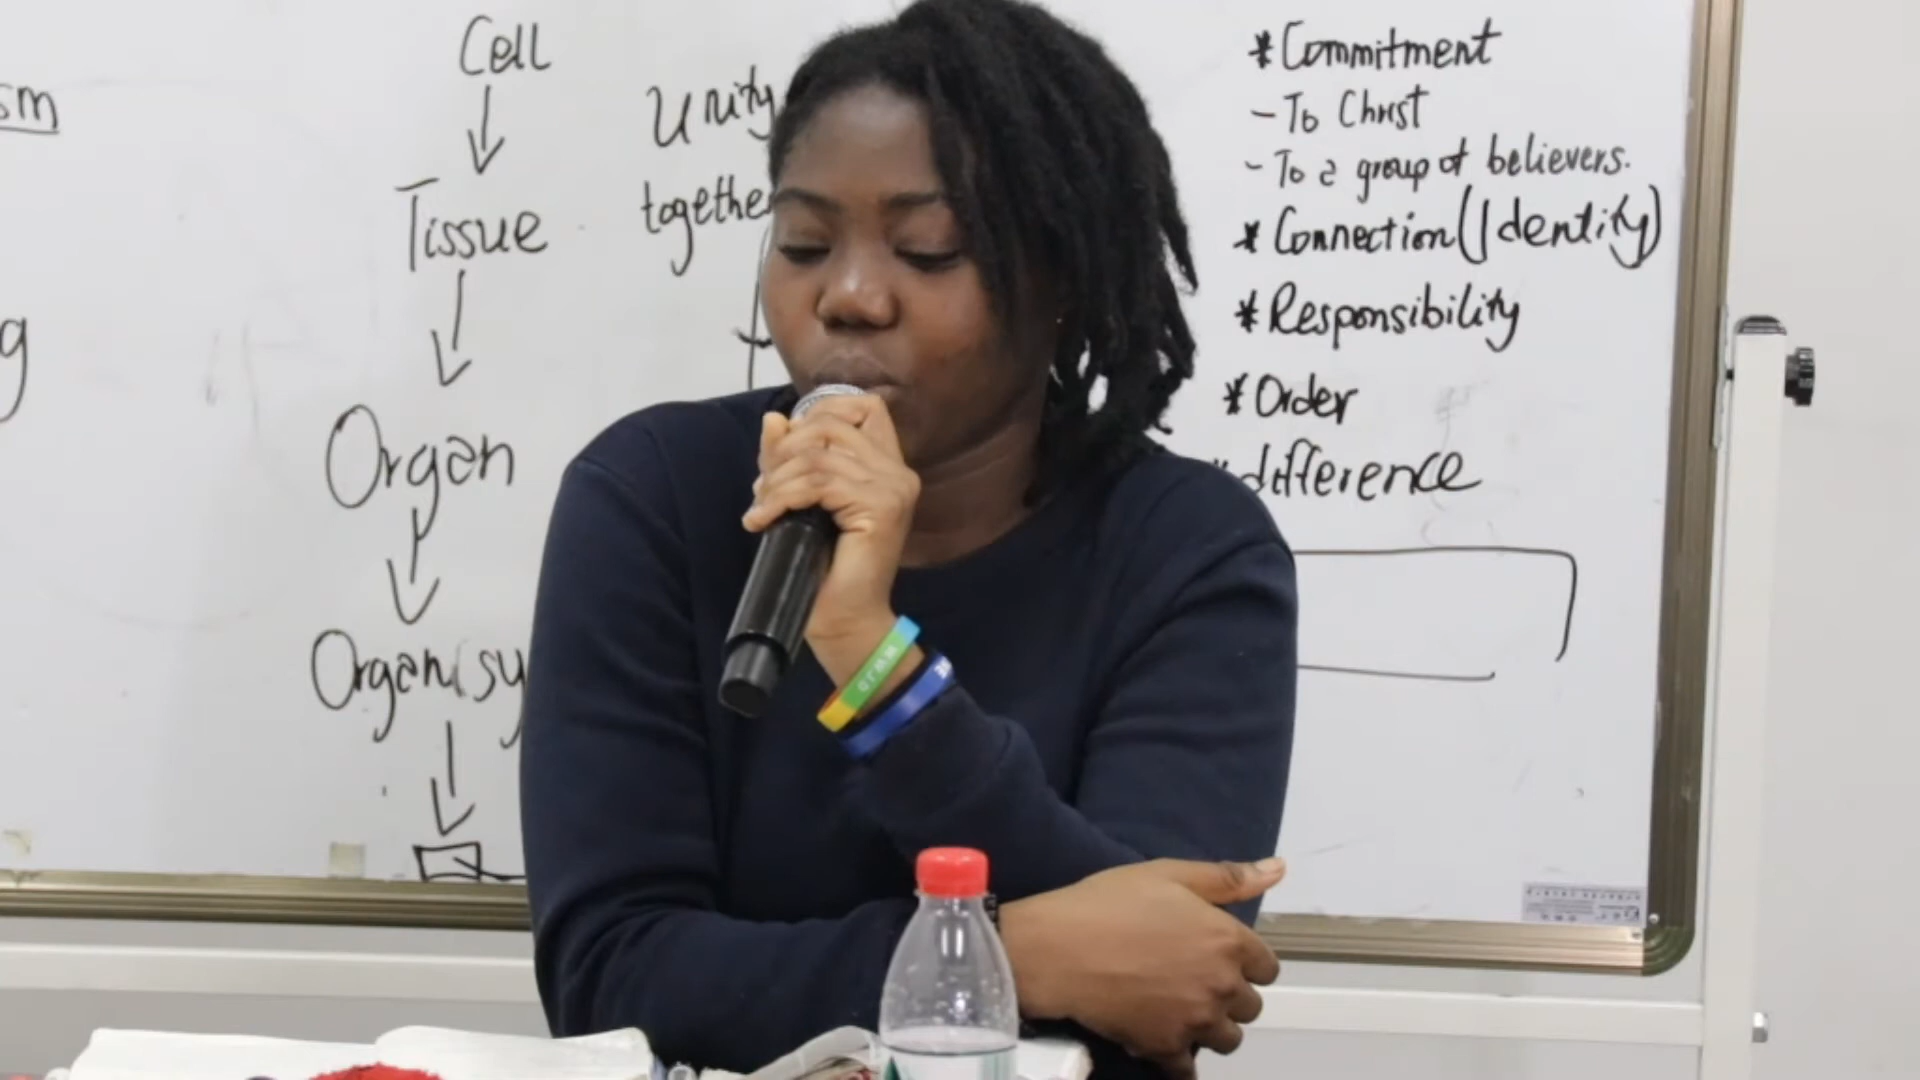 sm
g
Cell
Tissue
Organ
Organ(sy
Unity
together
*Commitment
- To Christ
- To a group of believers.
* Connection (Identity)
* Responsibility
* Order
* difference
GTMM